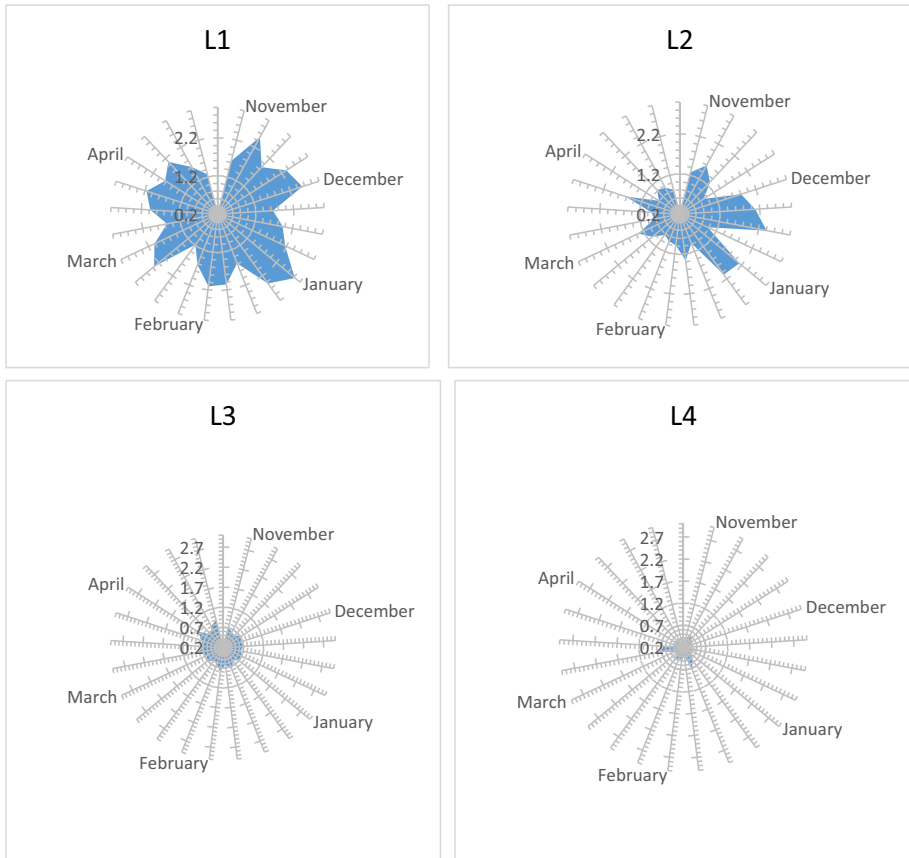 L1
November
2.2
April
1.2
December
0.2
March
January
February
L2
November
2.2
April
1.2
December
0.2
March
January
February
L3
November
2.7
2.2
April
1.7
1.2
December
0.7
0.2
March
January
February
L4
November
2.7
2.2
April
1.7
1.2
December
0.7
0.2
March
January
February